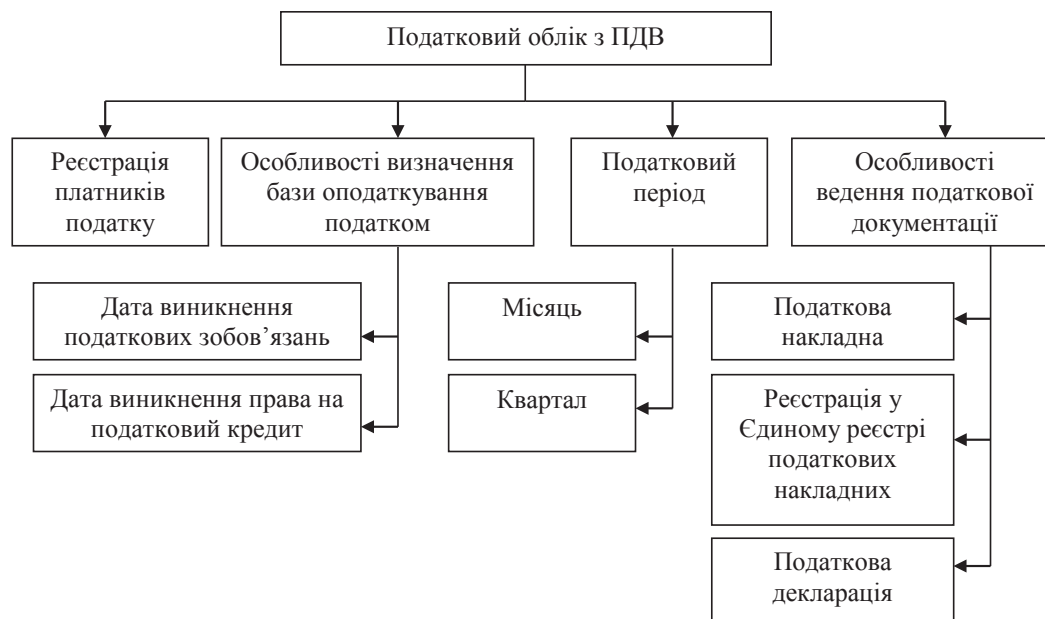 Податковий облік з ПДВ
Реєстрація
платників
податку
Особливості визначення
бази оподаткування
податком
Податковий
період
Особливості
ведення податкової
документації
Дата виникнення
податкових зобов’язань
Дата виникнення права на
податковий кредит
Місяць
Квартал
Податкова
накладна
Реєстрація у
Єдиному реєстрі
податкових
накладних
Податкова
декларація